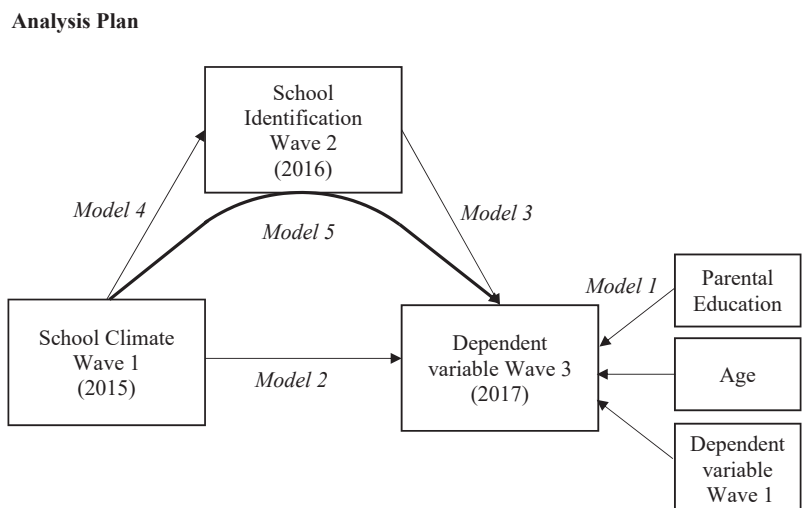 Analysis Plan
School
Identification
Wave 2
(2016)
Model 4
Model 3
Model 5
Model 1
Parental
Education
School Climate
Wave 1
(2015)
Model 2
Dependent
variable Wave 3
(2017)
Age
Dependent
variable
Wave 1